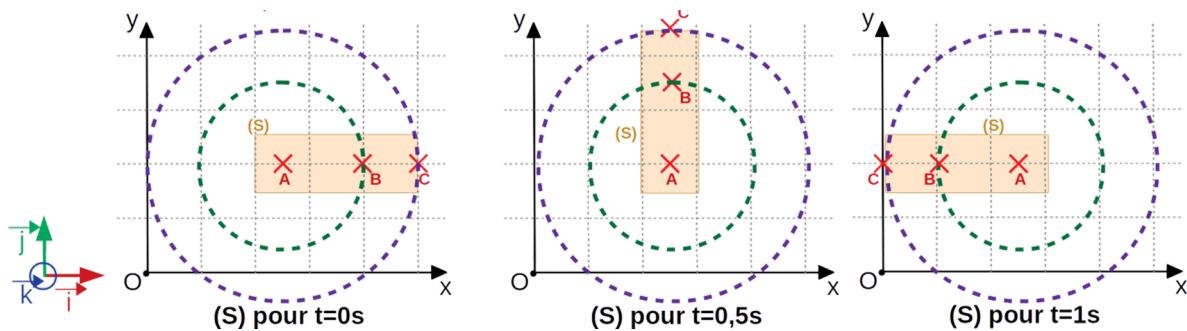 y
C
(S)
A
B
C
O
x
(S) pour t=0s
y
C
B
(S)
A
O
x
(S) pour t=0,5s
y
(S)
C
B
A
O
x
(S) pour t=1s
j
k
i